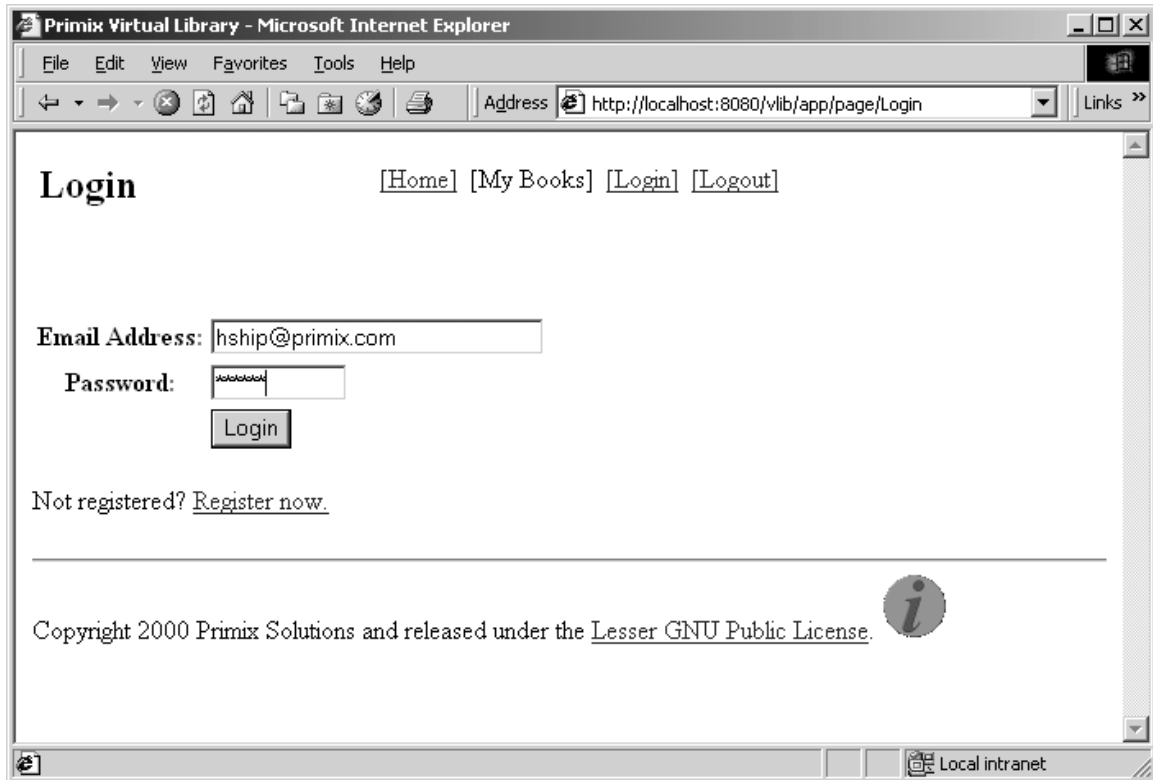 Primix Virtual Library - Microsoft Internet Explorer
File Edit View Favorites Tools Help
Address http://localhost:8080/vlib/app/page/Login Links »
Login [Home] [My Books] [Login] [Logout]
Email Address: hship@primix.com
Password: *******
Login
Not registered? Register now.
Copyright 2000 Primix Solutions and released under the Lesser GNU Public License. i
Local intranet